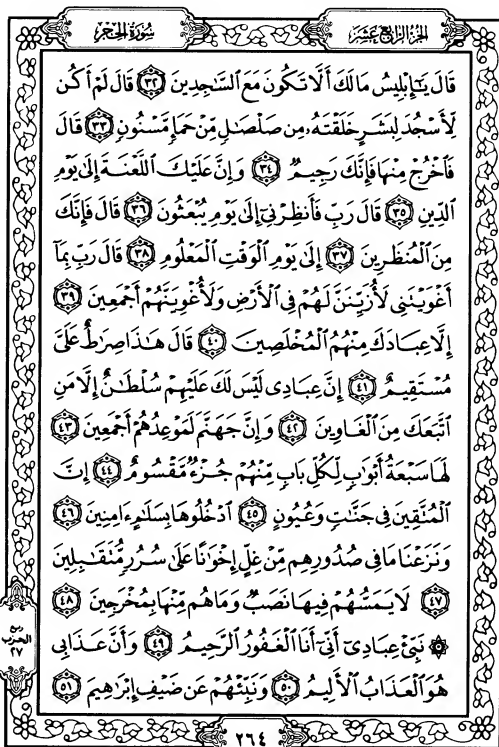 الجزء الرابع عشر
سورة الحجر
قَالَ يَٰٓإِبْلِيسُ مَا لَكَ أَلَّا تَكُونَ مَعَ ٱلسَّٰجِدِينَ ٣٢ قَالَ لَمْ أَكُن
لِّأَسْجُدَ لِبَشَرٍ خَلَقْتَهُۥ مِن صَلْصَٰلٍ مِّنْ حَمَإٍ مَّسْنُونٍ ٣٣ قَالَ
فَٱخْرُجْ مِنْهَا فَإِنَّكَ رَجِيمٌ ٣٤ وَإِنَّ عَلَيْكَ ٱللَّعْنَةَ إِلَىٰ يَوْمِ
ٱلدِّينِ ٣٥ قَالَ رَبِّ فَأَنظِرْنِىٓ إِلَىٰ يَوْمِ يُبْعَثُونَ ٣٦ قَالَ فَإِنَّكَ
مِنَ ٱلْمُنظَرِينَ ٣٧ إِلَىٰ يَوْمِ ٱلْوَقْتِ ٱلْمَعْلُومِ ٣٨ قَالَ رَبِّ بِمَآ
أَغْوَيْتَنِى لَأُزَيِّنَنَّ لَهُمْ فِى ٱلْأَرْضِ وَلَأُغْوِيَنَّهُمْ أَجْمَعِينَ ٣٩
إِلَّا عِبَادَكَ مِنْهُمُ ٱلْمُخْلَصِينَ ٤٠ قَالَ هَٰذَا صِرَٰطٌ عَلَىَّ
مُسْتَقِيمٌ ٤١ إِنَّ عِبَادِى لَيْسَ لَكَ عَلَيْهِمْ سُلْطَٰنٌ إِلَّا مَنِ
ٱتَّبَعَكَ مِنَ ٱلْغَاوِينَ ٤٢ وَإِنَّ جَهَنَّمَ لَمَوْعِدُهُمْ أَجْمَعِينَ ٤٣
لَهَا سَبْعَةُ أَبْوَٰبٍ لِّكُلِّ بَابٍ مِّنْهُمْ جُزْءٌ مَّقْسُومٌ ٤٤ إِنَّ
ٱلْمُتَّقِينَ فِى جَنَّٰتٍ وَعُيُونٍ ٤٥ ٱدْخُلُوهَا بِسَلَٰمٍ ءَامِنِينَ ٤٦
وَنَزَعْنَا مَا فِى صُدُورِهِم مِّنْ غِلٍّ إِخْوَٰنًا عَلَىٰ سُرُرٍ مُّتَقَٰبِلِينَ
٤٧ لَا يَمَسُّهُمْ فِيهَا نَصَبٌ وَمَا هُم مِّنْهَا بِمُخْرَجِينَ ٤٨
۞ نَبِّئْ عِبَادِىٓ أَنِّىٓ أَنَا ٱلْغَفُورُ ٱلرَّحِيمُ ٤٩ وَأَنَّ عَذَابِى
هُوَ ٱلْعَذَابُ ٱلْأَلِيمُ ٥٠ وَنَبِّئْهُمْ عَن ضَيْفِ إِبْرَٰهِيمَ ٥١
ربع
الحزب
٢٧
٢٦٤